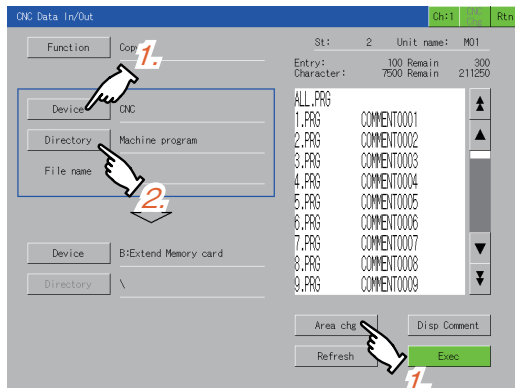 CNC Data In/Out Ch:1 CNC Chg Rtn
Function Copy
1.
St: 2 Unit name: M01
Entry: 100 Remain 300
Character: 7500 Remain 211250
Device CNC
Directory Machine program
File name
2.
ALL.PRG
1.PRG COMMENT0001
2.PRG COMMENT0002
3.PRG COMMENT0003
4.PRG COMMENT0004
5.PRG COMMENT0005
6.PRG COMMENT0006
7.PRG COMMENT0007
8.PRG COMMENT0008
9.PRG COMMENT0009
Device B:Extend Memory card
Directory \
Area chg Disp Comment
Refresh Exec
1.